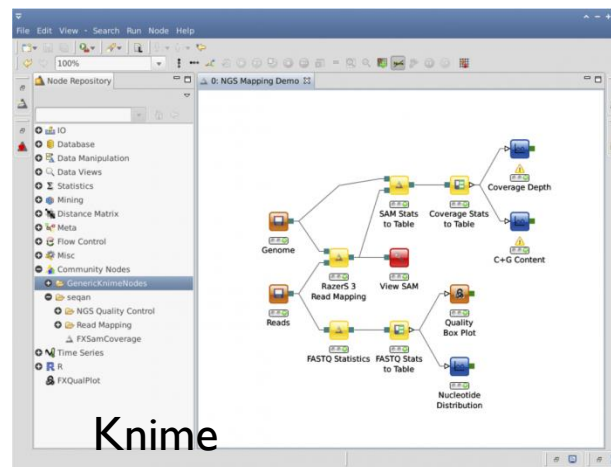 File Edit View Search Run Node Help
100%
Node Repository
0: NGS Mapping Demo
IO
Database
Data Manipulation
Data Views
Statistics
Mining
Distance Matrix
Meta
Flow Control
Misc
Community Nodes
GenericKnimeNodes
seqan
NGS Quality Control
Read Mapping
FXSamCoverage
Time Series
R
FXQualPlot
Genome
Reads
RazerS 3
Read Mapping
SAM Stats
to Table
Coverage Stats
to Table
Coverage Depth
C+G Content
View SAM
FASTQ Statistics
FASTQ Stats
to Table
Quality
Box Plot
Nucleotide
Distribution
Knime